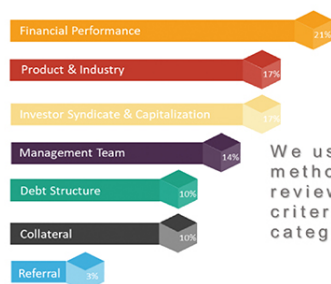 Financial Performance
21%
Product & Industry
17%
Investor Syndicate & Capitalization
17%
Management Team
14%
Debt Structure
10%
Collateral
10%
Referral
3%
We us
metho
review
criter
categ